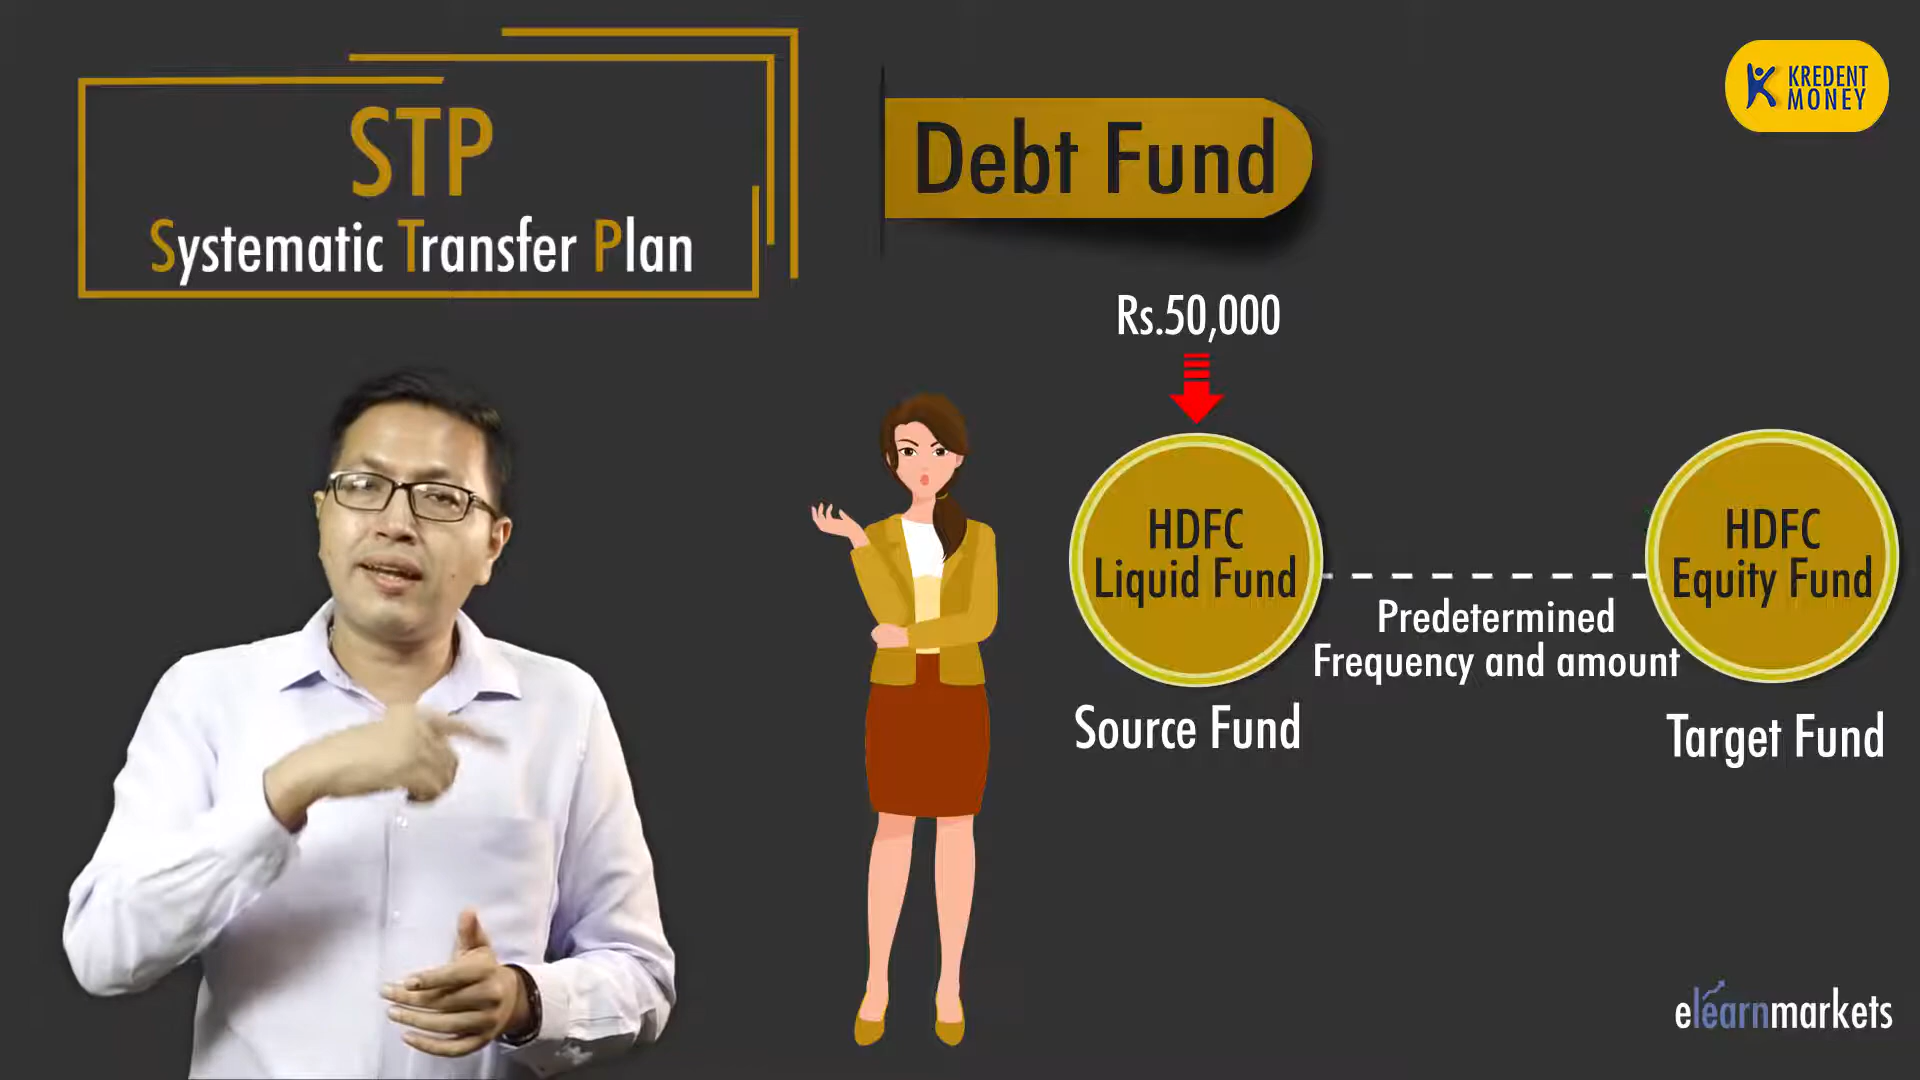 STP
Systematic Transfer Plan
Debt Fund
KREDENT
MONEY
Rs.50,000
HDFC
Liquid Fund
HDFC
Equity Fund
Predetermined
Frequency and amount
Source Fund
Target Fund
elearnmarkets